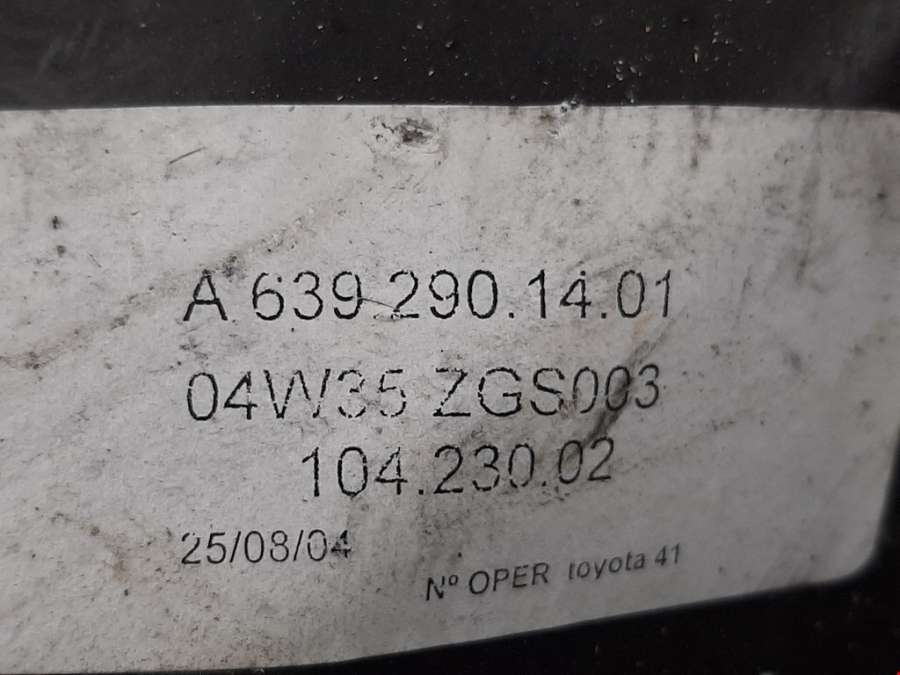 A 639 290.14.01
04W35 ZGS003
104.230.02
25/08/04
Nº OPER toyota 41